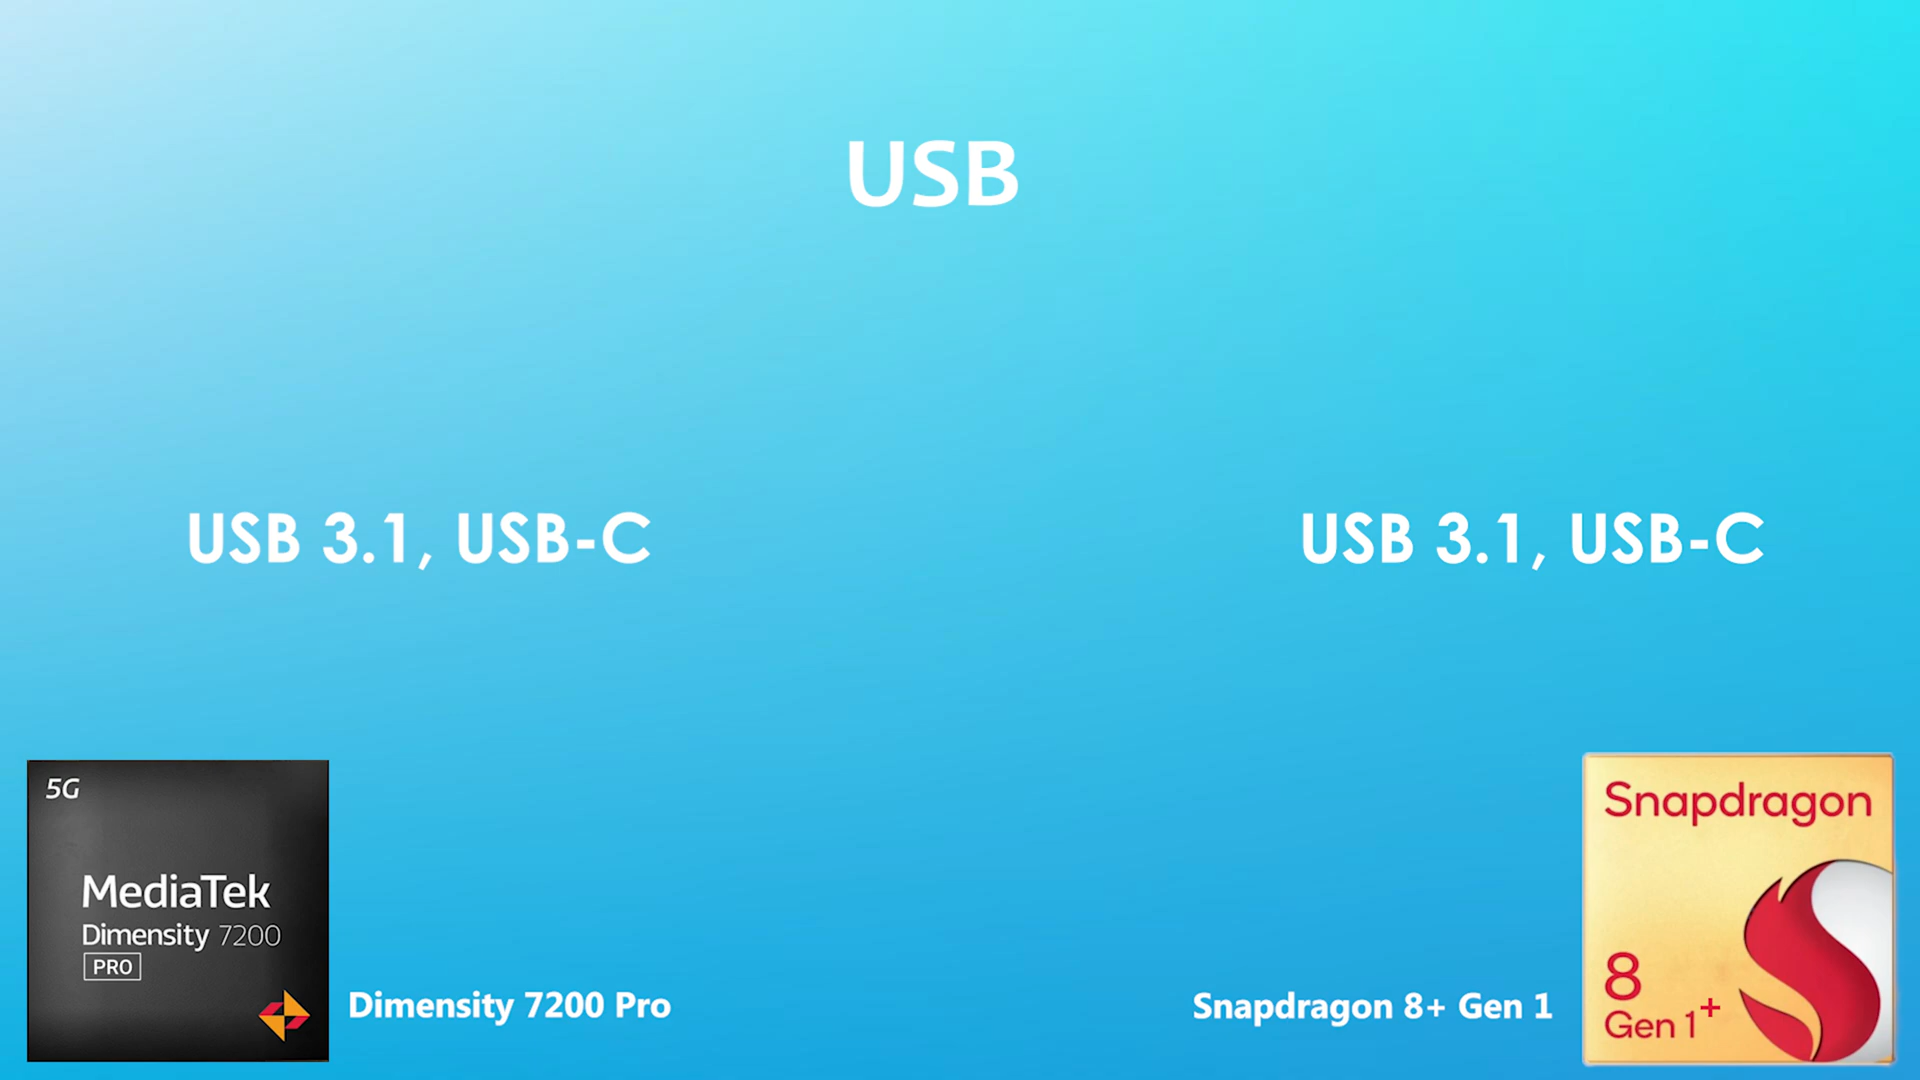 USB
USB 3.1, USB-C
USB 3.1, USB-C
5G
MediaTek
Dimensity 7200
PRO
Dimensity 7200 Pro
Snapdragon 8+ Gen 1
Snapdragon
8
Gen 1+